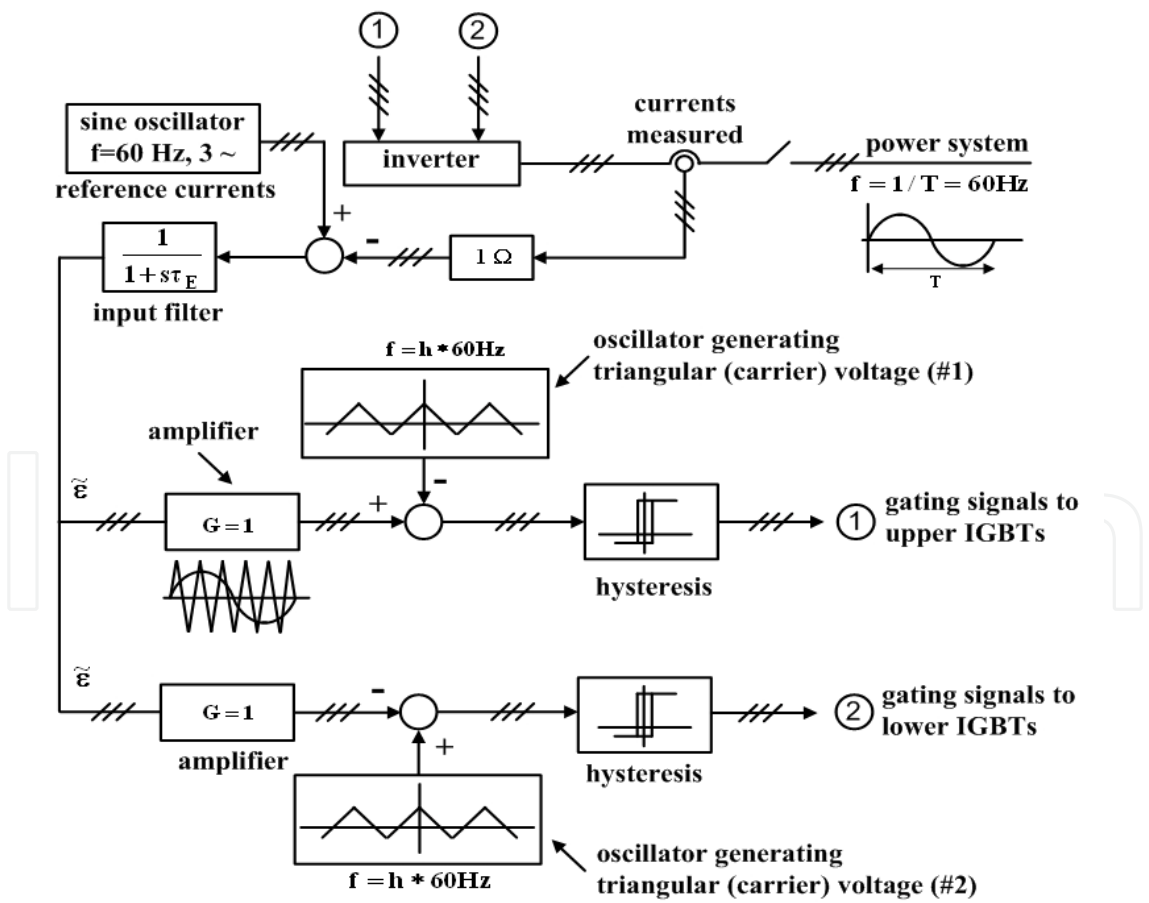 1
2
sine oscillator
f=60 Hz, 3 ~
reference currents
inverter
currents
measured
power system
f = 1 / T = 60Hz
T
+
-
1 Ω
1
1+sτ_E
input filter
f = h * 60Hz
oscillator generating
triangular (carrier) voltage (#1)
amplifier
ε̃
G = 1
+
-
hysteresis
1
gating signals to
upper IGBTs
ε̃
G = 1
amplifier
-
+
hysteresis
2
gating signals to
lower IGBTs
f = h * 60Hz
oscillator generating
triangular (carrier) voltage (#2)